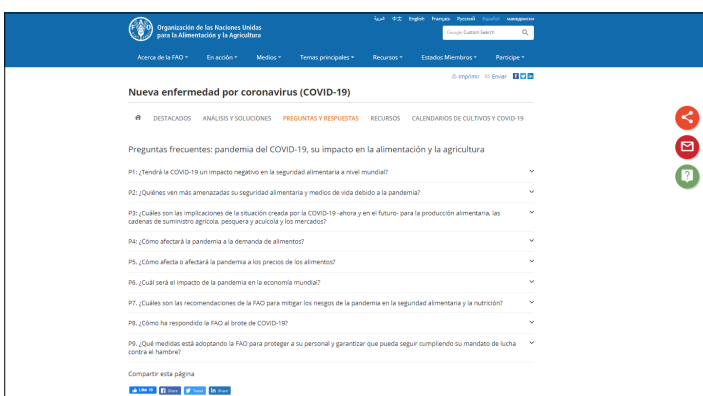 عربية 中文 English Français Русский Español македонски
Organización de las Naciones Unidas
para la Alimentación y la Agricultura
Google Custom Search
Acerca de la FAO En acción Medios Temas principales Recursos Estados Miembros Participe
Imprimir Enviar
Nueva enfermedad por coronavirus (COVID-19)
DESTACADOS ANÁLISIS Y SOLUCIONES PREGUNTAS Y RESPUESTAS RECURSOS CALENDARIOS DE CULTIVOS Y COVID-19
Preguntas frecuentes: pandemia del COVID-19, su impacto en la alimentación y la agricultura
P1: ¿Tendrá la COVID-19 un impacto negativo en la seguridad alimentaria a nivel mundial?
P2: ¿Quiénes ven más amenazadas su seguridad alimentaria y medios de vida debido a la pandemia?
P3: ¿Cuáles son las implicaciones de la situación creada por la COVID-19 -ahora y en el futuro- para la producción alimentaria, las
cadenas de suministro agrícola, pesquera y acuícola y los mercados?
P4: ¿Cómo afectará la pandemia a la demanda de alimentos?
P5. ¿Cómo afecta o afectará la pandemia a los precios de los alimentos?
P6. ¿Cuál será el impacto de la pandemia en la economía mundial?
P7. ¿Cuáles son las recomendaciones de la FAO para mitigar los riesgos de la pandemia en la seguridad alimentaria y la nutrición?
P8. ¿Cómo ha respondido la FAO al brote de COVID-19?
P9. ¿Qué medidas está adoptando la FAO para proteger a su personal y garantizar que pueda seguir cumpliendo su mandato de lucha
contra el hambre?
Compartir esta página
Like Share Tweet Share